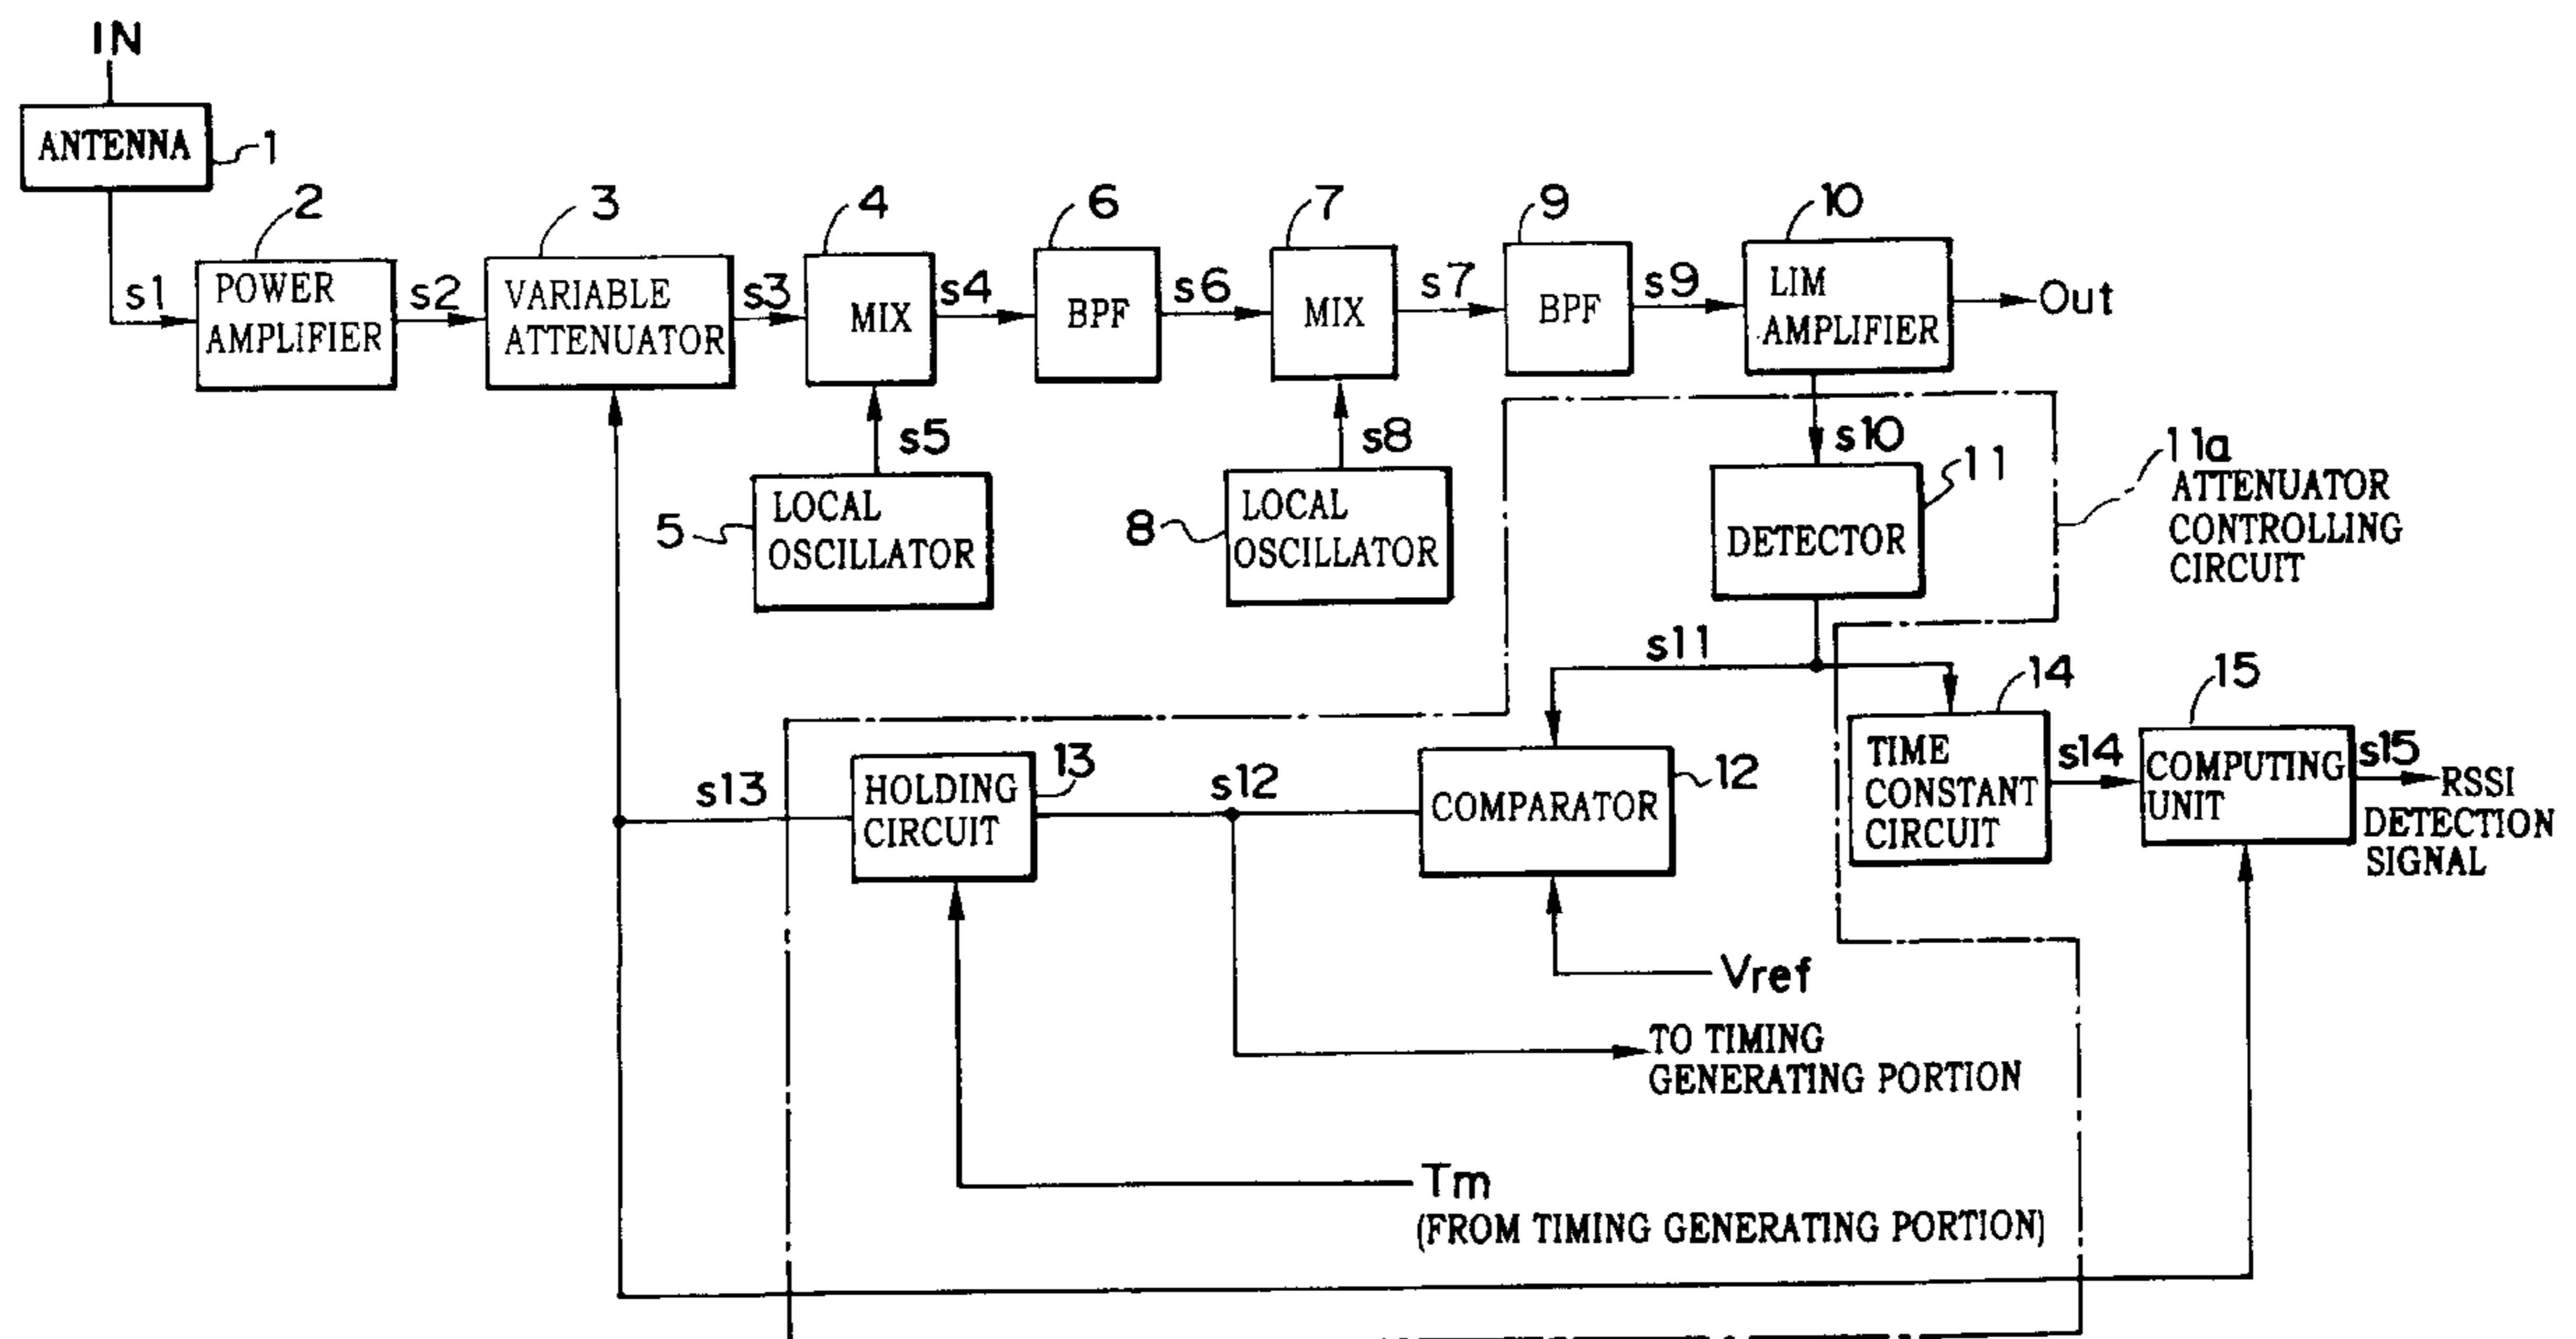 IN
ANTENNA
1
2
3
4
6
7
9
10
s1
POWER
AMPLIFIER
s2
VARIABLE
ATTENUATOR
s3
MIX
s4
BPF
s6
MIX
s7
BPF
s9
LIM
AMPLIFIER
Out
s5
s8
s10
11
11a
ATTENUATOR
CONTROLLING
CIRCUIT
5
LOCAL
OSCILLATOR
8
LOCAL
OSCILLATOR
DETECTOR
s11
14
15
s13
HOLDING
CIRCUIT
13
s12
COMPARATOR
12
TIME
CONSTANT
CIRCUIT
s14
COMPUTING
UNIT
s15
RSSI
DETECTION
SIGNAL
Vref
TO TIMING
GENERATING PORTION
Tm
(FROM TIMING GENERATING PORTION)